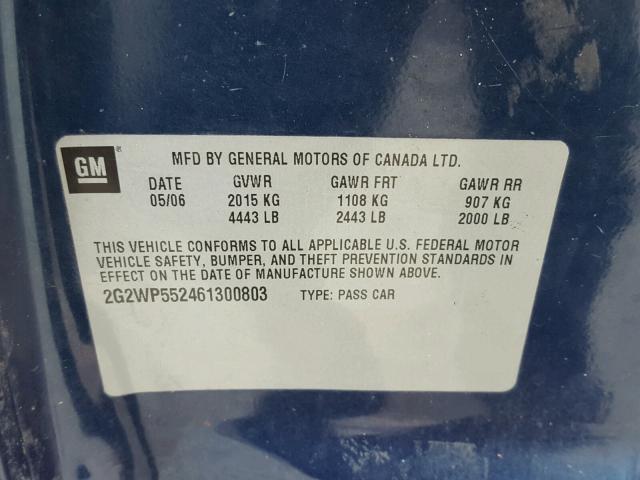 GM ® MFD BY GENERAL MOTORS OF CANADA LTD.
DATE GVWR GAWR FRT GAWR RR
05/06 2015 KG 1108 KG 907 KG
4443 LB 2443 LB 2000 LB
THIS VEHICLE CONFORMS TO ALL APPLICABLE U.S. FEDERAL MOTOR
VEHICLE SAFETY, BUMPER, AND THEFT PREVENTION STANDARDS IN
EFFECT ON THE DATE OF MANUFACTURE SHOWN ABOVE.
2G2WP552461300803 TYPE: PASS CAR